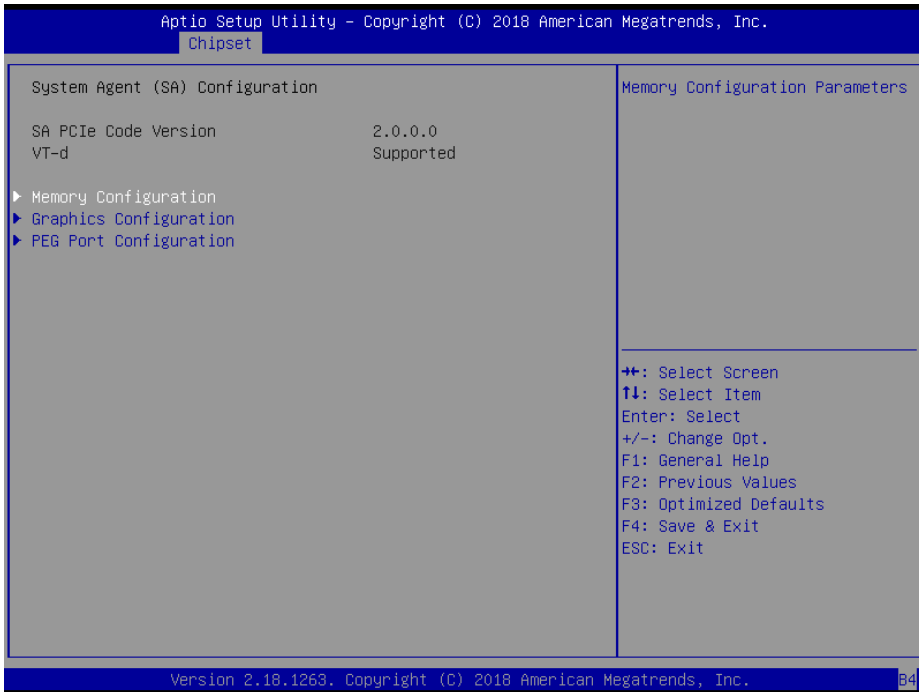 Aptio Setup Utility – Copyright (C) 2018 American Megatrends, Inc.
Chipset
System Agent (SA) Configuration
SA PCIe Code Version 2.0.0.0
VT-d Supported
Memory Configuration
Graphics Configuration
PEG Port Configuration
Memory Configuration Parameters
→←: Select Screen
↑↓: Select Item
Enter: Select
+/-: Change Opt.
F1: General Help
F2: Previous Values
F3: Optimized Defaults
F4: Save & Exit
ESC: Exit
Version 2.18.1263. Copyright (C) 2018 American Megatrends, Inc.
B4